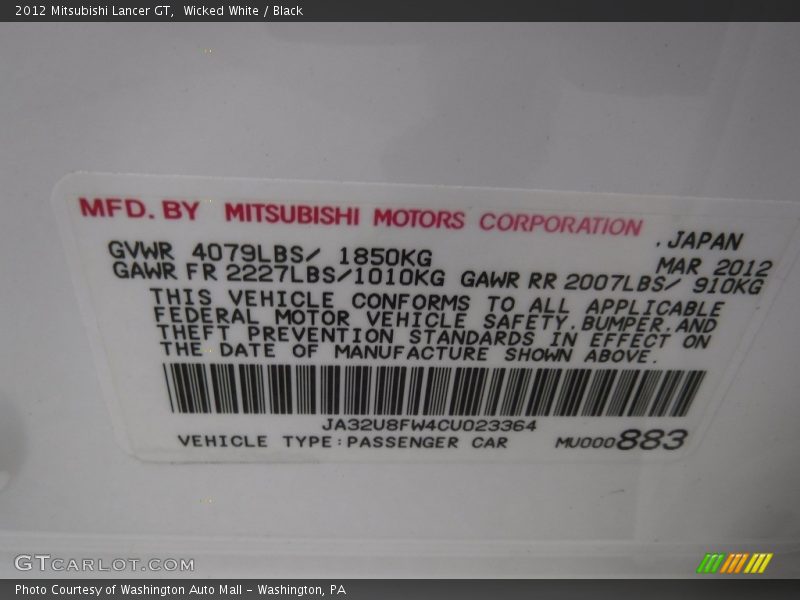 2012 Mitsubishi Lancer GT,  Wicked White / Black
MFD. BY MITSUBISHI MOTORS CORPORATION
. JAPAN
GVWR 4079LBS/ 1850KG
MAR 2012
GAWR FR 2227LBS/1010KG GAWR RR 2007LBS/ 910KG
THIS VEHICLE CONFORMS TO ALL APPLICABLE
FEDERAL MOTOR VEHICLE SAFETY.BUMPER.AND
THEFT PREVENTION STANDARDS IN EFFECT ON
THE DATE OF MANUFACTURE SHOWN ABOVE.
JA32U8FW4CU023364
VEHICLE TYPE:PASSENGER CAR MU000883
GTCARLOT.COM
Photo Courtesy of Washington Auto Mall – Washington, PA